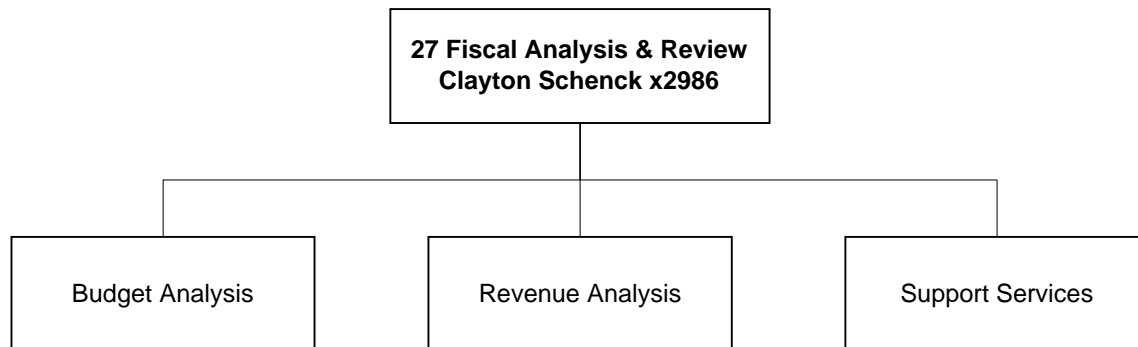 27 Fiscal Analysis & Review
Clayton Schenck x2986
Budget Analysis
Revenue Analysis
Support Services